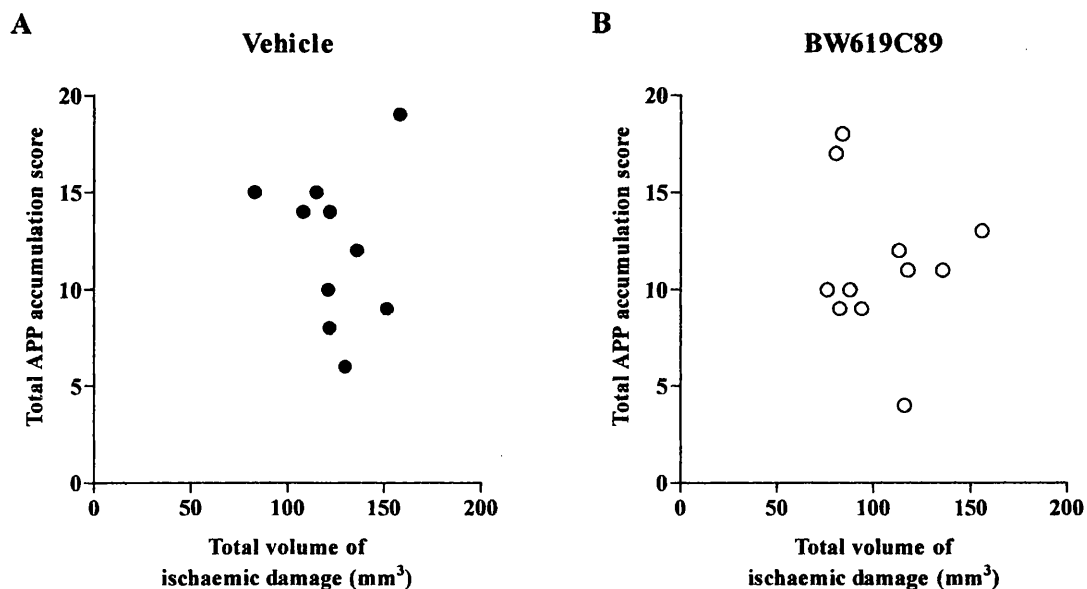 A
Vehicle
Total APP accumulation score
20
15
10
5
0
0 50 100 150 200
Total volume of
ischaemic damage (mm³)
B
BW619C89
Total APP accumulation score
20
15
10
5
0
0 50 100 150 200
Total volume of
ischaemic damage (mm³)